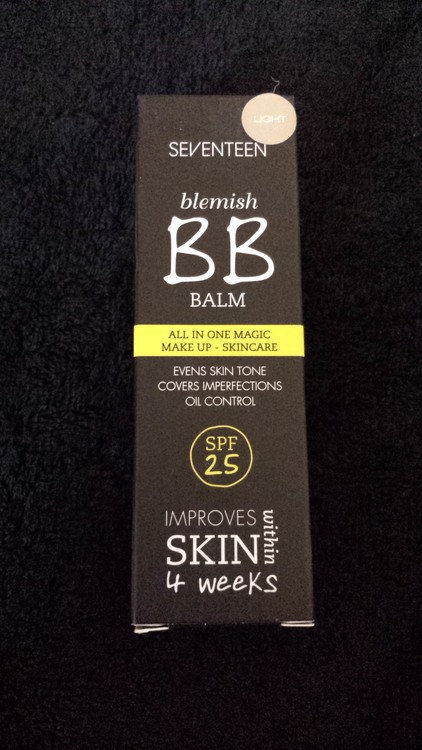 LIGHT
SEVENTEEN
blemish
BB
BALM
ALL IN ONE MAGIC
MAKE UP - SKINCARE
EVENS SKIN TONE
COVERS IMPERFECTIONS
OIL CONTROL
SPF
25
IMPROVES
SKIN within
4 weeks